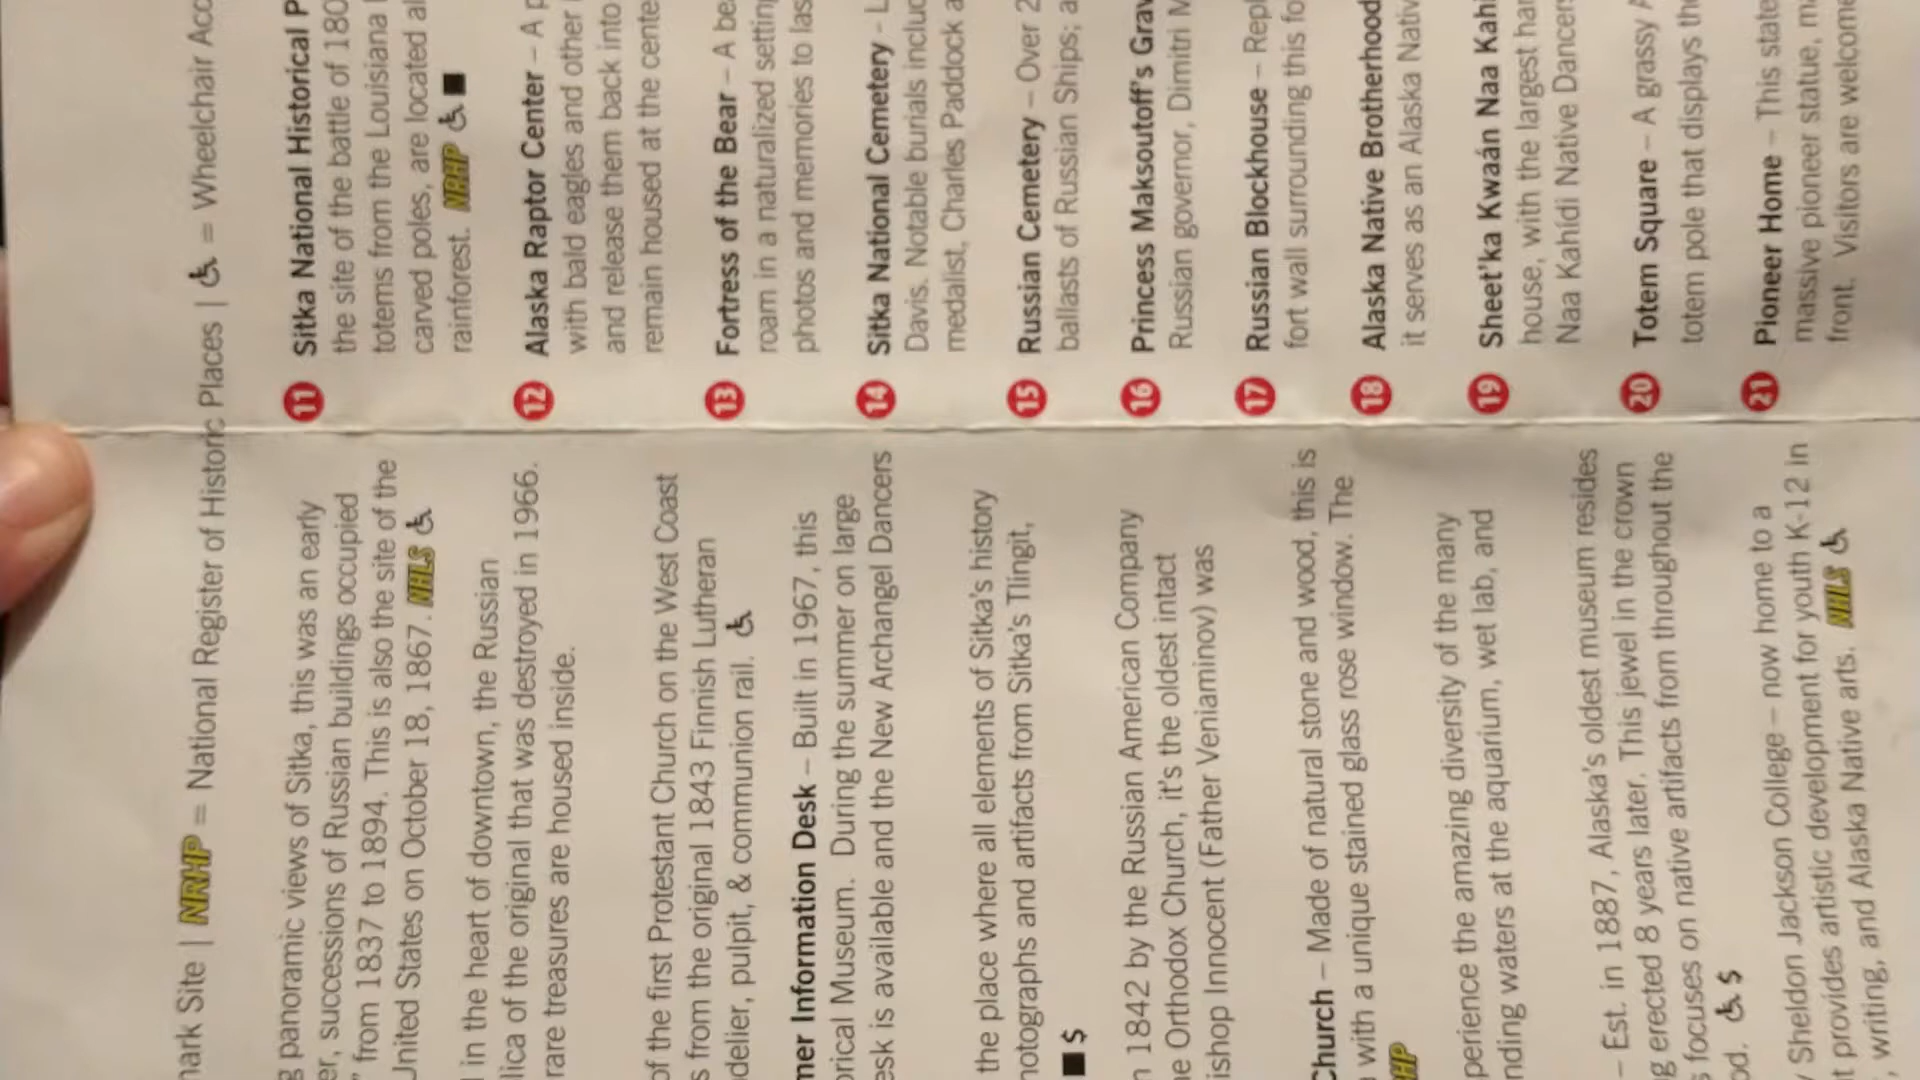 mark Site | NRHP = National Register of Historic Places | = Wheelchair Acc
panoramic views of Sitka, this was an early
successions of Russian buildings occupied
" from 1837 to 1894. This is also the site of the
United States on October 18, 1867. NHLS
in the heart of downtown, the Russian
lica of the original that was destroyed in 1966.
rare treasures are housed inside.
of the first Protestant Church on the West Coast
s from the original 1843 Finnish Lutheran
delier, pulpit, & communion rail.
mer Information Desk – Built in 1967, this
orical Museum. During the summer on large
esk is available and the New Archangel Dancers
the place where all elements of Sitka's history
hotographs and artifacts from Sitka's Tlingit,
$
n 1842 by the Russian American Company
ne Orthodox Church, it's the oldest intact
ishop Innocent (Father Veniaminov) was
Church – Made of natural stone and wood, this is
with a unique stained glass rose window. The
HP
perience the amazing diversity of the many
nding waters at the aquarium, wet lab, and
– Est. in 1887, Alaska's oldest museum resides
g erected 8 years later. This jewel in the crown
s focuses on native artifacts from throughout the
od. $
Sheldon Jackson College – now home to a
t provides artistic development for youth K-12 in
, writing, and Alaska Native arts. NHLS
11 Sitka National Historical P
the site of the battle of 180
totems from the Louisiana
carved poles, are located al
rainforest. NRHP
12 Alaska Raptor Center – A p
with bald eagles and other
and release them back into
remain housed at the cente
13 Fortress of the Bear – A bea
roam in a naturalized setting
photos and memories to las
14 Sitka National Cemetery - L
Davis. Notable burials includ
medalist, Charles Paddock a
15 Russian Cemetery – Over 2
ballasts of Russian Ships; a
16 Princess Maksoutoff's Grav
Russian governor, Dimitri M
17 Russian Blockhouse – Repl
fort wall surrounding this fo
18 Alaska Native Brotherhood
it serves as an Alaska Nativ
19 Sheet'ka Kwaán Naa Kahi
house, with the largest han
Naa Kahídi Native Dancers
20 Totem Square – A grassy A
totem pole that displays the
21 Pioneer Home – This state
massive pioneer statue, ma
front. Visitors are welcome